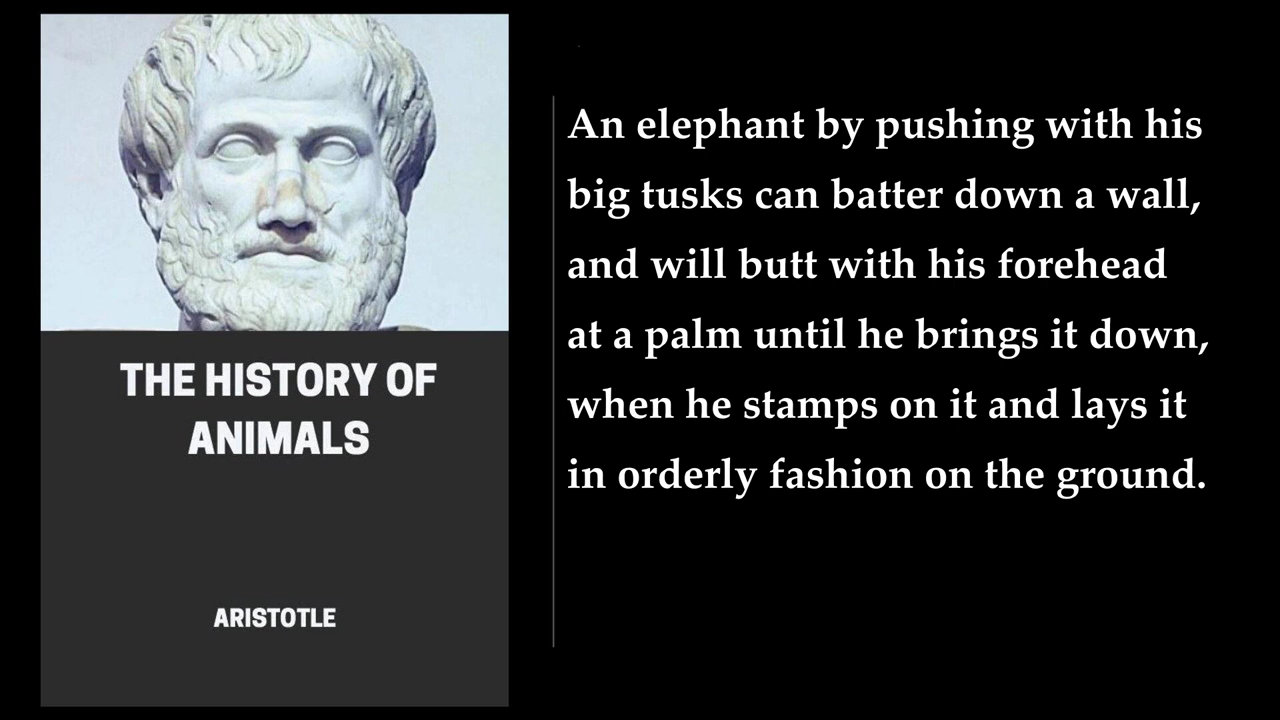 THE HISTORY OF
ANIMALS
ARISTOTLE
An elephant by pushing with his
big tusks can batter down a wall,
and will butt with his forehead
at a palm until he brings it down,
when he stamps on it and lays it
in orderly fashion on the ground.